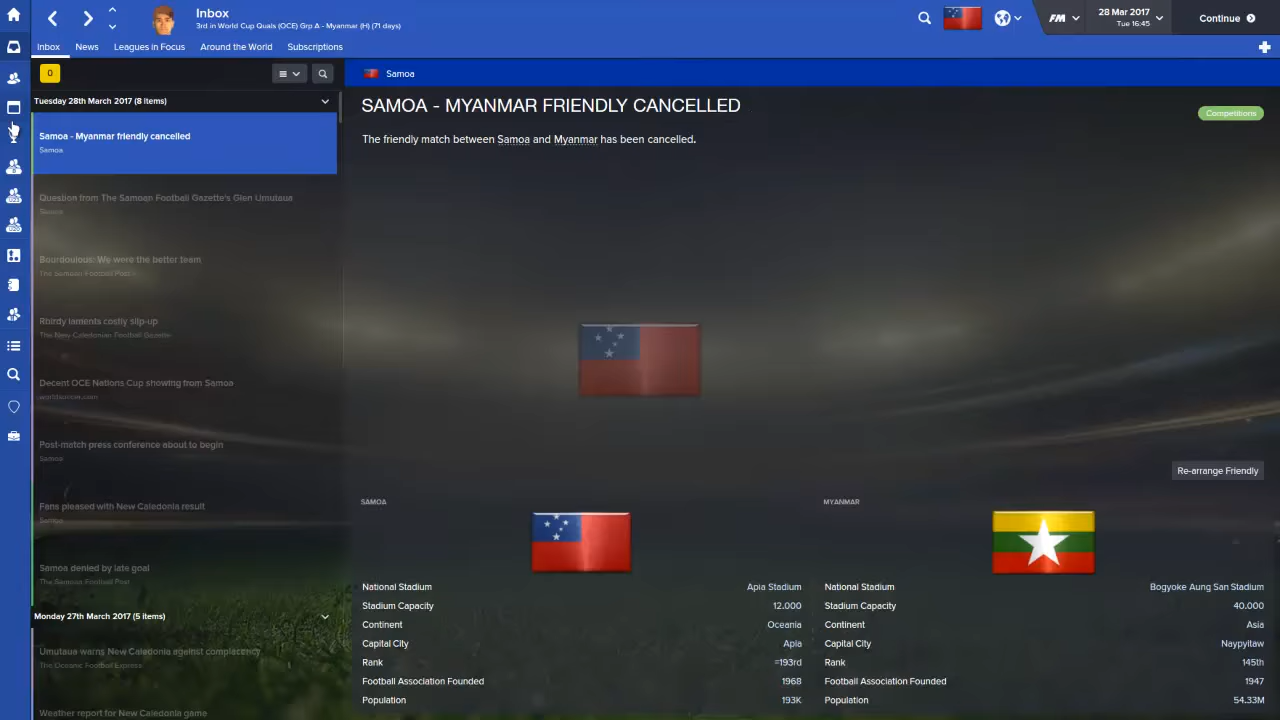 Inbox
3rd in World Cup Quals (OCE) Grp A - Myanmar (H) (71 days)
FM
28 Mar 2017
Tue 16:45
Continue
Inbox
News
Leagues in Focus
Around the World
Subscriptions
0
Samoa
Tuesday 28th March 2017 (8 items)
Samoa - Myanmar friendly cancelled
Samoa
Question from The Samoan Football Gazette's Glen Umutaua
Samoa
Bourdoulous: We were the better team
The Samoan Football Post
Rbirdy laments costly slip-up
The New Caledonian Football Gazette
Decent OCE Nations Cup showing from Samoa
Post-match press conference about to begin
Samoa
Fans pleased with New Caledonia result
Samoa
Samoa denied by late goal
The Samoan Football Post
Monday 27th March 2017 (5 items)
Umutaua warns New Caledonia against complacency
The Oceanic Football Express
Weather report for New Caledonia game
SAMOA - MYANMAR FRIENDLY CANCELLED
Competitions
The friendly match between Samoa and Myanmar has been cancelled.
Re-arrange Friendly
SAMOA
National Stadium Apia Stadium
Stadium Capacity 12.000
Continent Oceania
Capital City Apia
Rank =193rd
Football Association Founded 1968
Population 193K
MYANMAR
National Stadium Bogyoke Aung San Stadium
Stadium Capacity 40.000
Continent Asia
Capital City Naypyitaw
Rank 145th
Football Association Founded 1947
Population 54.33M